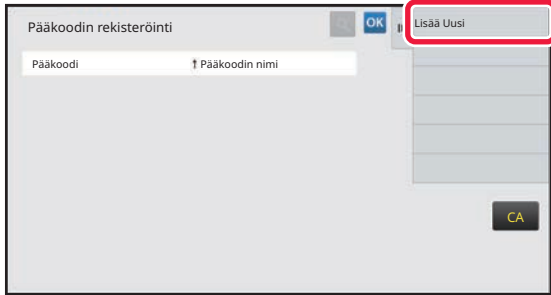 Pääkoodin rekisteröinti
OK
Lisää Uusi
Pääkoodi
↑ Pääkoodin nimi
CA